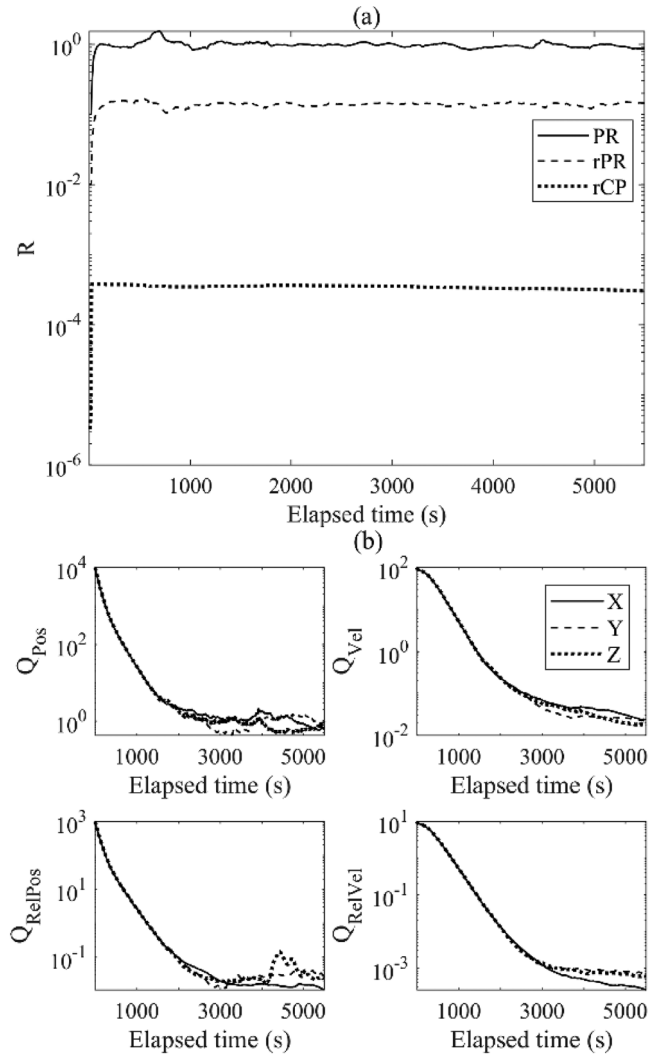 (a)
10^0
10^-2
10^-4
10^-6
R
PR
rPR
rCP
1000 2000 3000 4000 5000
Elapsed time (s)
(b)
10^4
10^2
10^0
Q_Pos
1000 3000 5000
Elapsed time (s)
10^2
10^0
10^-2
Q_Vel
X
Y
Z
1000 3000 5000
Elapsed time (s)
10^3
10^1
10^-1
Q_RelPos
1000 3000 5000
Elapsed time (s)
10^1
10^-1
10^-3
Q_RelVel
1000 3000 5000
Elapsed time (s)